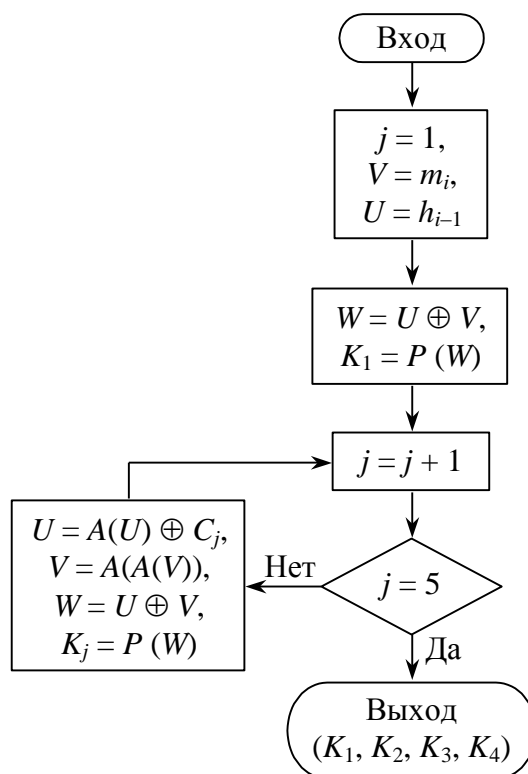 Вход
j = 1,
V = mᵢ,
U = hᵢ₋₁
W = U ⊕ V,
K₁ = P (W)
j = j + 1
U = A(U) ⊕ Cⱼ,
V = A(A(V)),
W = U ⊕ V,
Kⱼ = P (W)
Нет
j = 5
Да
Выход
(K₁, K₂, K₃, K₄)